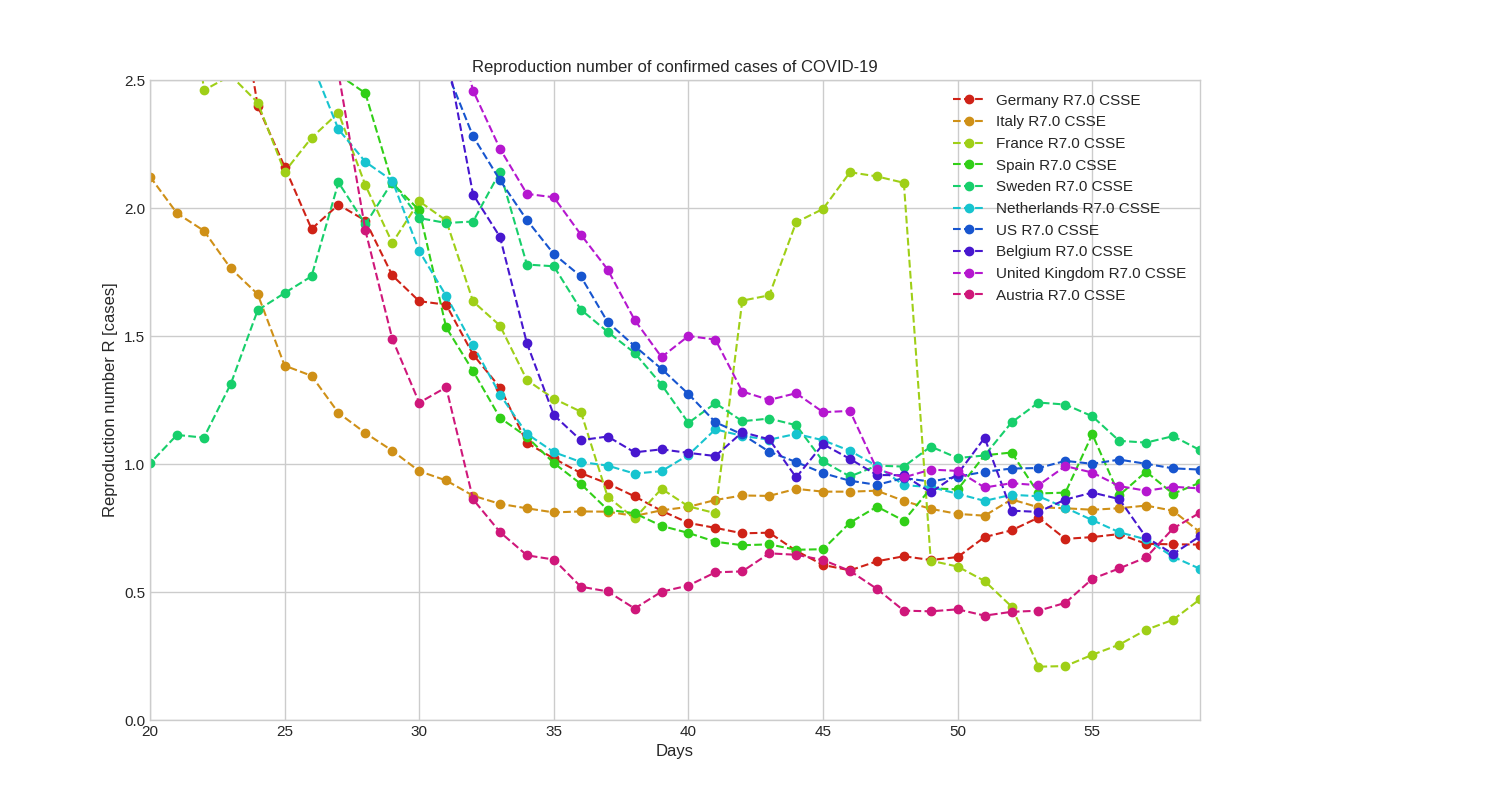 Reproduction number of confirmed cases of COVID-19
2.5
2.0
1.5
1.0
0.5
0.0
Reproduction number R [cases]
Germany R7.0 CSSE
Italy R7.0 CSSE
France R7.0 CSSE
Spain R7.0 CSSE
Sweden R7.0 CSSE
Netherlands R7.0 CSSE
US R7.0 CSSE
Belgium R7.0 CSSE
United Kingdom R7.0 CSSE
Austria R7.0 CSSE
20 25 30 35 40 45 50 55
Days